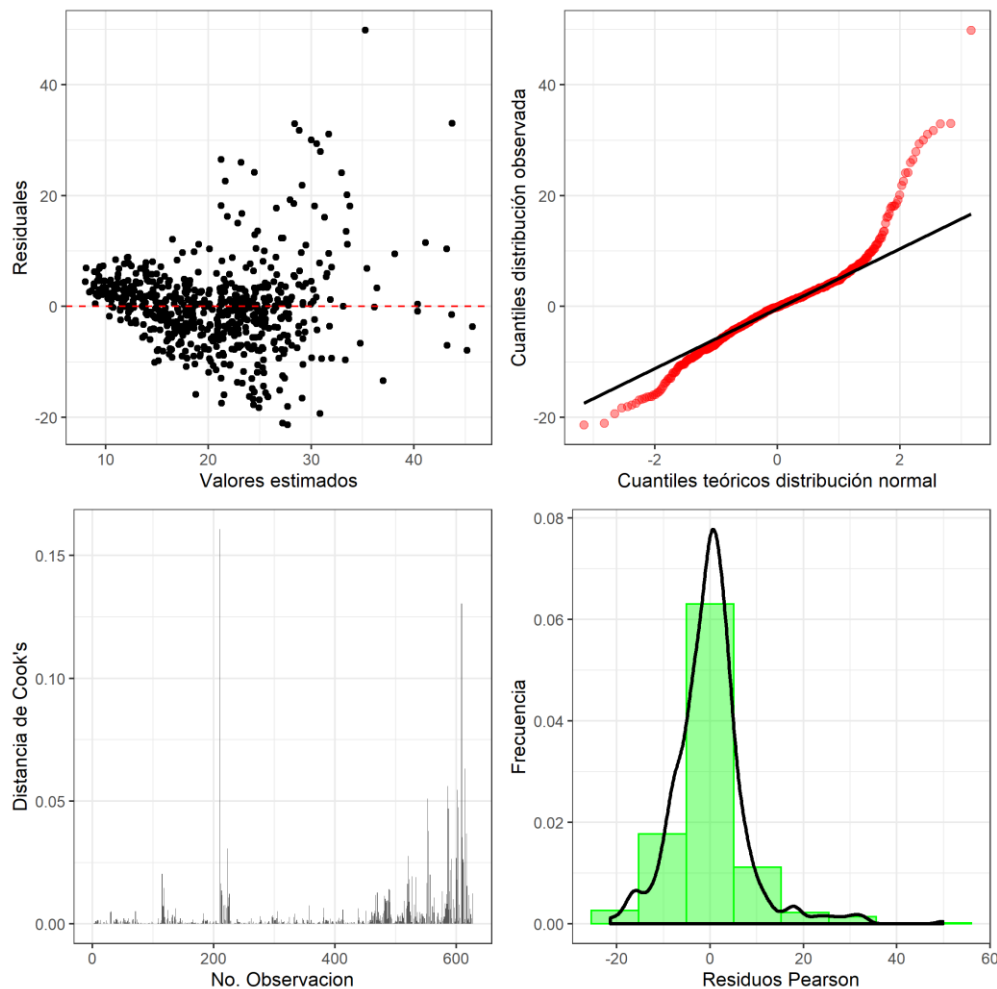 Residuales
40
20
0
-20
10 20 30 40
Valores estimados
Cuantiles distribución observada
40
20
0
-20
-2 0 2
Cuantiles teóricos distribución normal
Distancia de Cook's
0.15
0.10
0.05
0.00
0 200 400 600
No. Observacion
Frecuencia
0.08
0.06
0.04
0.02
0.00
-20 0 20 40 60
Residuos Pearson